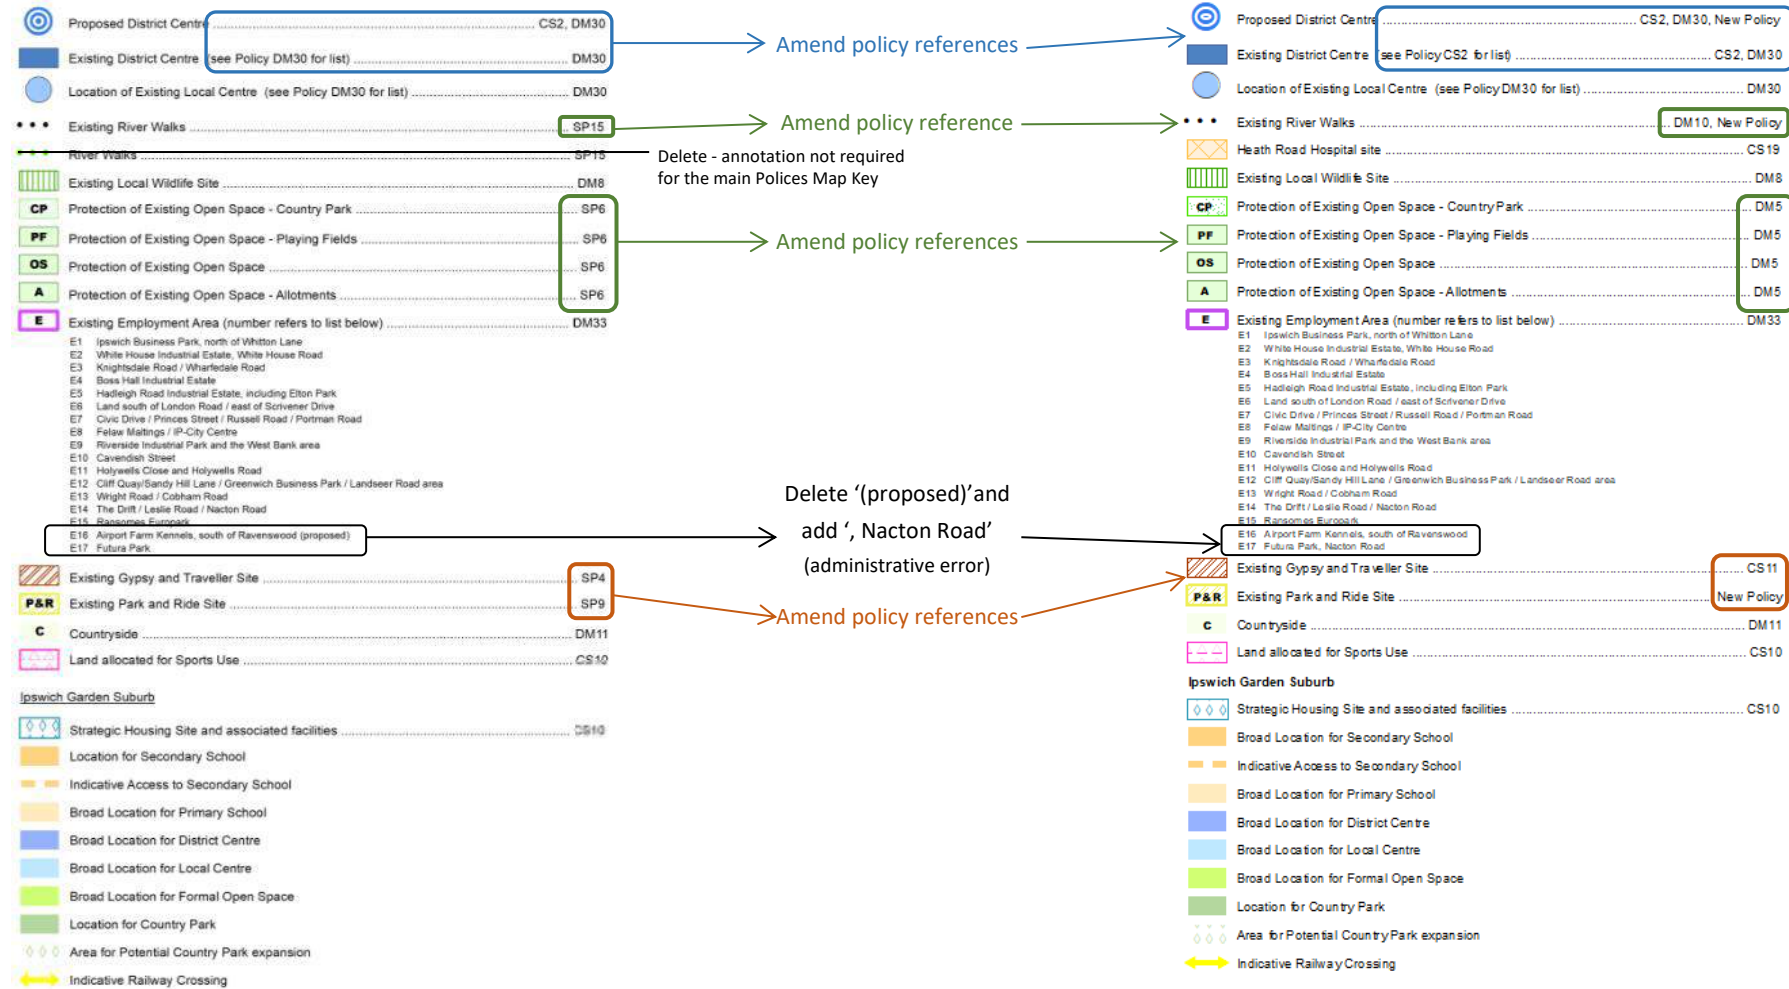 Proposed District Centre ........ CS2, DM30
Existing District Centre (see Policy DM30 for list) ........ DM30
Location of Existing Local Centre (see Policy DM30 for list) ........ DM30
Existing River Walks ........ SP15
River Walks ........ SP15
Existing Local Wildlife Site ........ DM8
CP Protection of Existing Open Space - Country Park ........ SP6
PF Protection of Existing Open Space - Playing Fields ........ SP6
OS Protection of Existing Open Space ........ SP6
A Protection of Existing Open Space - Allotments ........ SP6
E Existing Employment Area (number refers to list below) ........ DM33
E1 Ipswich Business Park, north of Whitton Lane
E2 White House Industrial Estate, White House Road
E3 Knightsdale Road / Wharfedale Road
E4 Boss Hall Industrial Estate
E5 Hadleigh Road Industrial Estate, including Elton Park
E6 Land south of London Road / east of Scrivener Drive
E7 Civic Drive / Princes Street / Russell Road / Portman Road
E8 Felaw Maltings / IP-City Centre
E9 Riverside Industrial Park and the West Bank area
E10 Cavendish Street
E11 Holywells Close and Holywells Road
E12 Cliff Quay/Sandy Hill Lane / Greenwich Business Park / Landseer Road area
E13 Wright Road / Cobham Road
E14 The Drift / Leslie Road / Nacton Road
E15 Ransomes Europark
E16 Airport Farm Kennels, south of Ravenswood (proposed)
E17 Futura Park
Existing Gypsy and Traveller Site ........ SP4
P&R Existing Park and Ride Site ........ SP9
C Countryside ........ DM11
Land allocated for Sports Use ........ CS10
Ipswich Garden Suburb
Strategic Housing Site and associated facilities ........ CS10
Location for Secondary School
Indicative Access to Secondary School
Broad Location for Primary School
Broad Location for District Centre
Broad Location for Local Centre
Broad Location for Formal Open Space
Location for Country Park
Area for Potential Country Park expansion
Indicative Railway Crossing
Amend policy references
Amend policy reference
Delete - annotation not required
for the main Polices Map Key
Amend policy references
Delete ‘(proposed)’and
add ‘, Nacton Road’
(administrative error)
Amend policy references
Proposed District Centre ........ CS2, DM30, New Policy
Existing District Centre (see Policy CS2 for list) ........ CS2, DM30
Location of Existing Local Centre (see Policy DM30 for list) ........ DM30
Existing River Walks ........ DM10, New Policy
Heath Road Hospital site ........ CS19
Existing Local Wildlife Site ........ DM8
CP Protection of Existing Open Space - Country Park ........ DM5
PF Protection of Existing Open Space - Playing Fields ........ DM5
OS Protection of Existing Open Space ........ DM5
A Protection of Existing Open Space - Allotments ........ DM5
E Existing Employment Area (number refers to list below) ........ DM33
E1 Ipswich Business Park, north of Whitton Lane
E2 White House Industrial Estate, White House Road
E3 Knightsdale Road / Wharfedale Road
E4 Boss Hall Industrial Estate
E5 Hadleigh Road Industrial Estate, including Elton Park
E6 Land south of London Road / east of Scrivener Drive
E7 Civic Drive / Princes Street / Russell Road / Portman Road
E8 Felaw Maltings / IP-City Centre
E9 Riverside Industrial Park and the West Bank area
E10 Cavendish Street
E11 Holywells Close and Holywells Road
E12 Cliff Quay/Sandy Hill Lane / Greenwich Business Park / Landseer Road area
E13 Wright Road / Cobham Road
E14 The Drift / Leslie Road / Nacton Road
E15 Ransomes Europark
E16 Airport Farm Kennels, south of Ravenswood
E17 Futura Park, Nacton Road
Existing Gypsy and Traveller Site ........ CS11
P&R Existing Park and Ride Site ........ New Policy
C Countryside ........ DM11
Land allocated for Sports Use ........ CS10
Ipswich Garden Suburb
Strategic Housing Site and associated facilities ........ CS10
Broad Location for Secondary School
Indicative Access to Secondary School
Broad Location for Primary School
Broad Location for District Centre
Broad Location for Local Centre
Broad Location for Formal Open Space
Location for Country Park
Area for Potential Country Park expansion
Indicative Railway Crossing